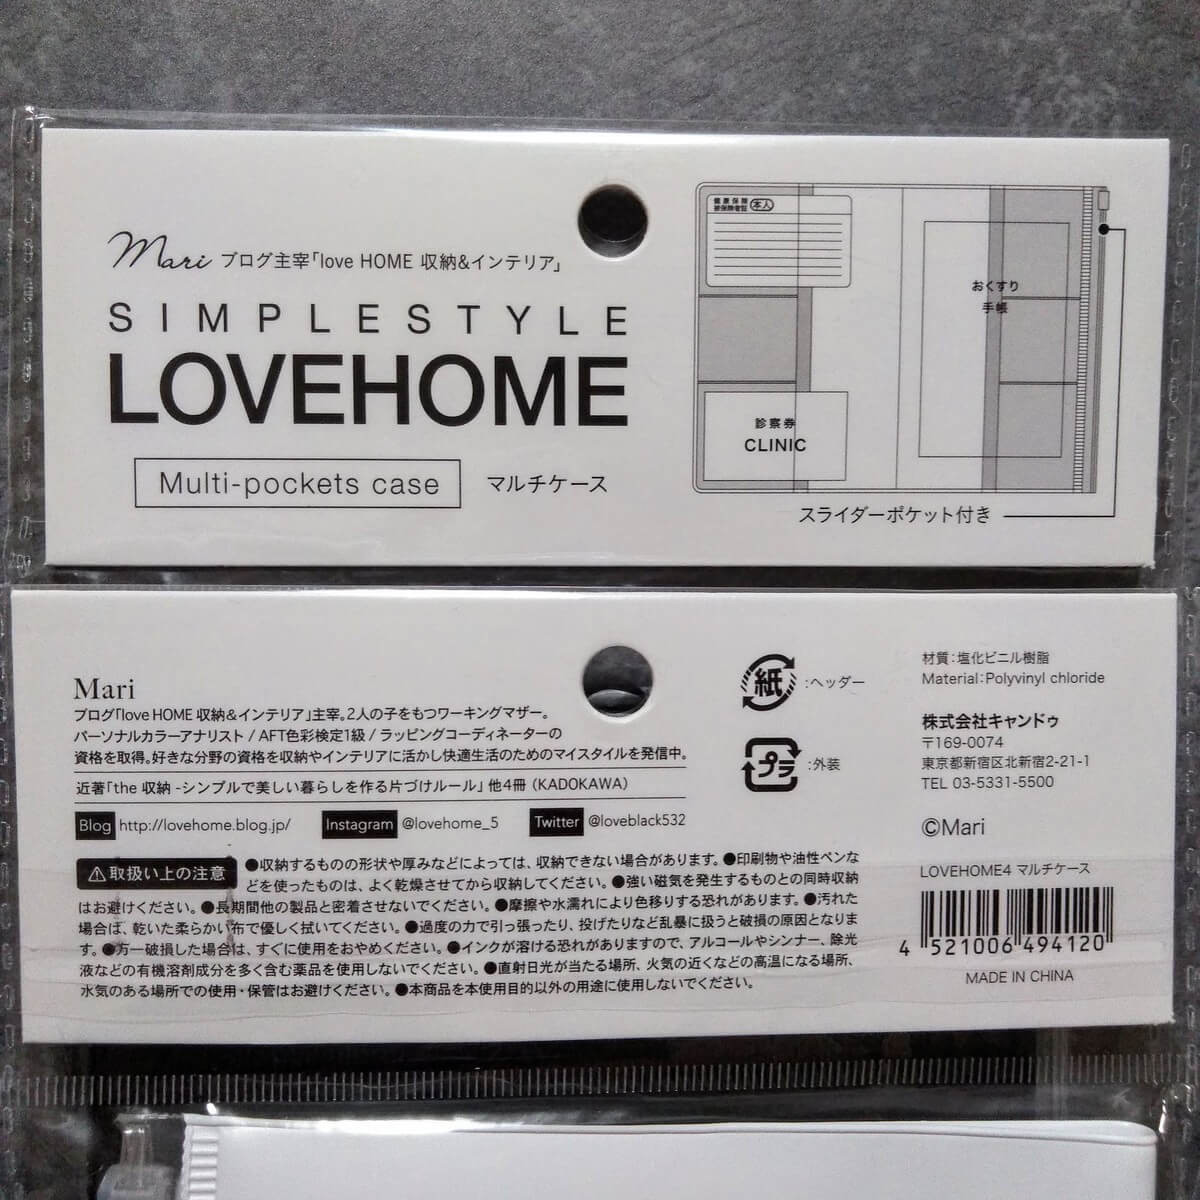 Mari ブログ主宰「love HOME 収納&インテリア」
SIMPLESTYLE
LOVEHOME
Multi-pockets case マルチケース
健康保険
被保険者証 本人
おくすり
手帳
診察券
CLINIC
スライダーポケット付き
Mari
ブログ「love HOME 収納&インテリア」主宰。2人の子をもつワーキングマザー。
パーソナルカラーアナリスト / AFT色彩検定1級 / ラッピングコーディネーターの
資格を取得。好きな分野の資格を収納やインテリアに活かし快適生活のためのマイスタイルを発信中。
近著「the 収納 -シンプルで美しい暮らしを作る片づけルール」他4冊 (KADOKAWA)
Blog http://lovehome.blog.jp/ Instagram @lovehome_5 Twitter @loveblack532
⚠取扱い上の注意 ●収納するものの形状や厚みなどによっては、収納できない場合があります。●印刷物や油性ペンな
どを使ったものは、よく乾燥させてから収納してください。●強い磁気を発生するものとの同時収納
はお避けください。●長期間他の製品と密着させないでください。●摩擦や水濡れにより色移りする恐れがあります。●汚れた
場合は、乾いた柔らかい布で優しく拭いてください。●過度の力で引っ張ったり、投げたりなど乱暴に扱うと破損の原因となりま
す。●万一破損した場合は、すぐに使用をおやめください。●インクが溶ける恐れがありますので、アルコールやシンナー、除光
液などの有機溶剤成分を多く含む薬品を使用しないでください。●直射日光が当たる場所、火気の近くなどの高温になる場所、
水気のある場所での使用・保管はお避けください。●本商品を本使用目的以外の用途に使用しないでください。
紙 :ヘッダー
プラ :外装
材質:塩化ビニル樹脂
Material:Polyvinyl chloride
株式会社キャンドゥ
〒169-0074
東京都新宿区北新宿2-21-1
TEL 03-5331-5500
©Mari
LOVEHOME4 マルチケース
4 521006 494120
MADE IN CHINA